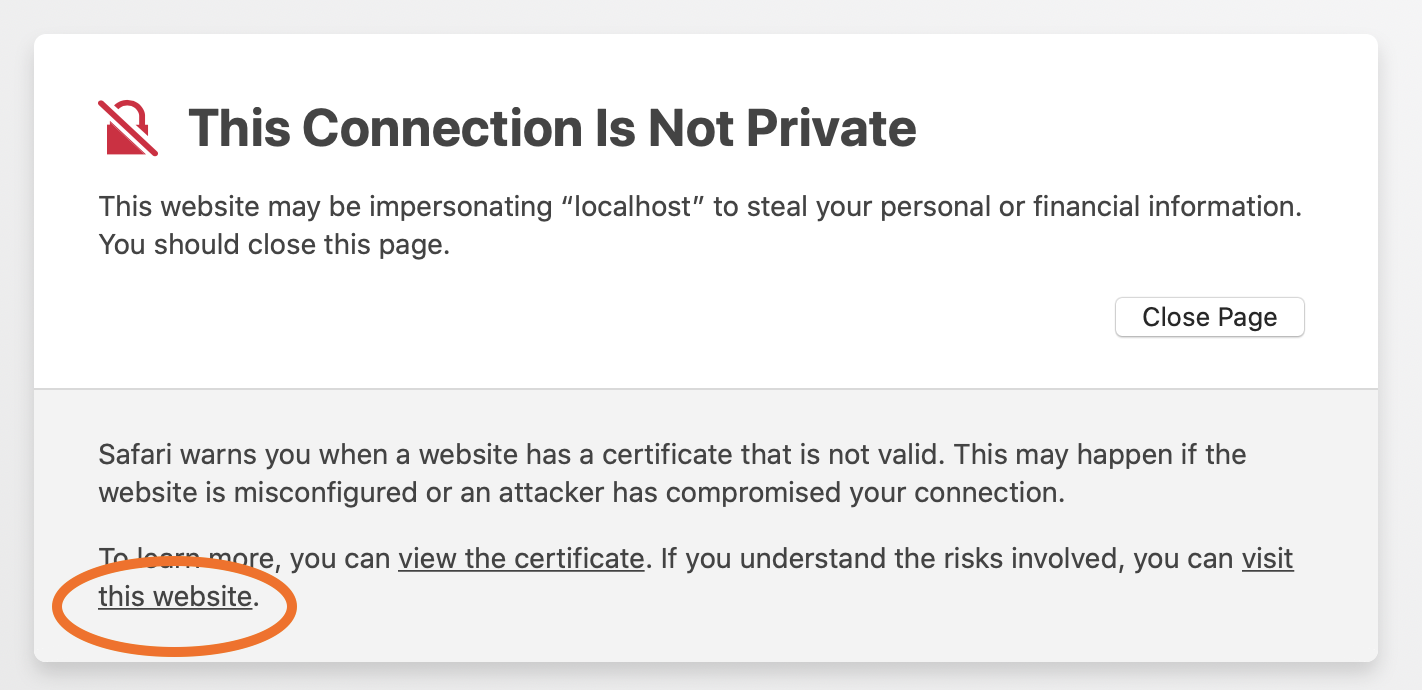 This Connection Is Not Private
This website may be impersonating “localhost” to steal your personal or financial information.
You should close this page.
Close Page
Safari warns you when a website has a certificate that is not valid. This may happen if the
website is misconfigured or an attacker has compromised your connection.
To learn more, you can view the certificate. If you understand the risks involved, you can visit
this website.